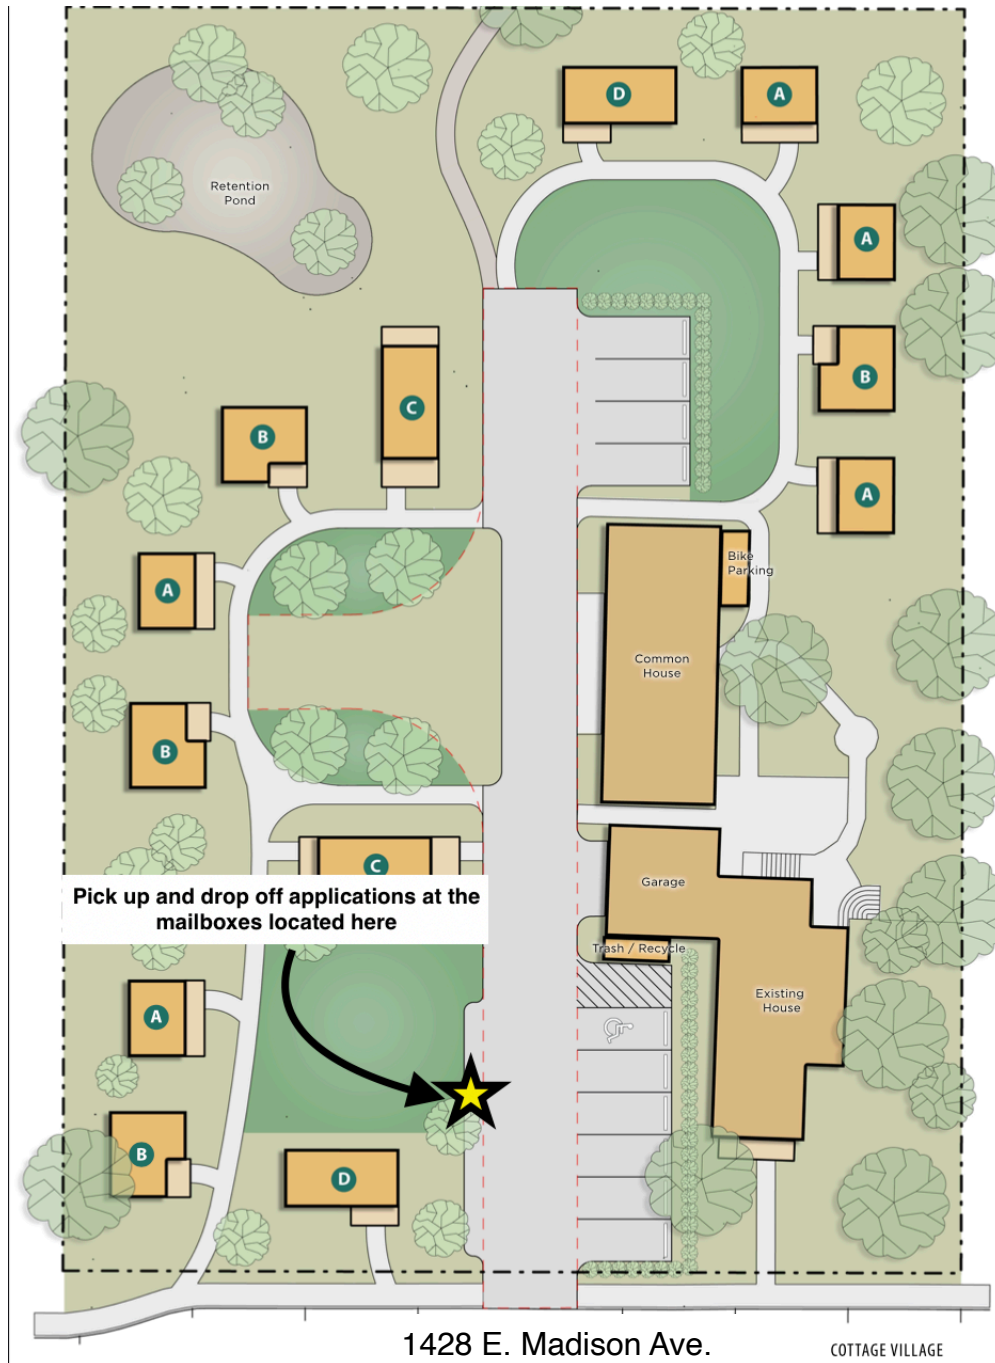 D
A
Retention
Pond
A
B
C
B
A
Bike
Parking
A
Common
House
B
C
Garage
Pick up and drop off applications at the
mailboxes located here
Trash / Recycle
Existing
House
A
B
D
1428 E. Madison Ave.
COTTAGE VILLAGE